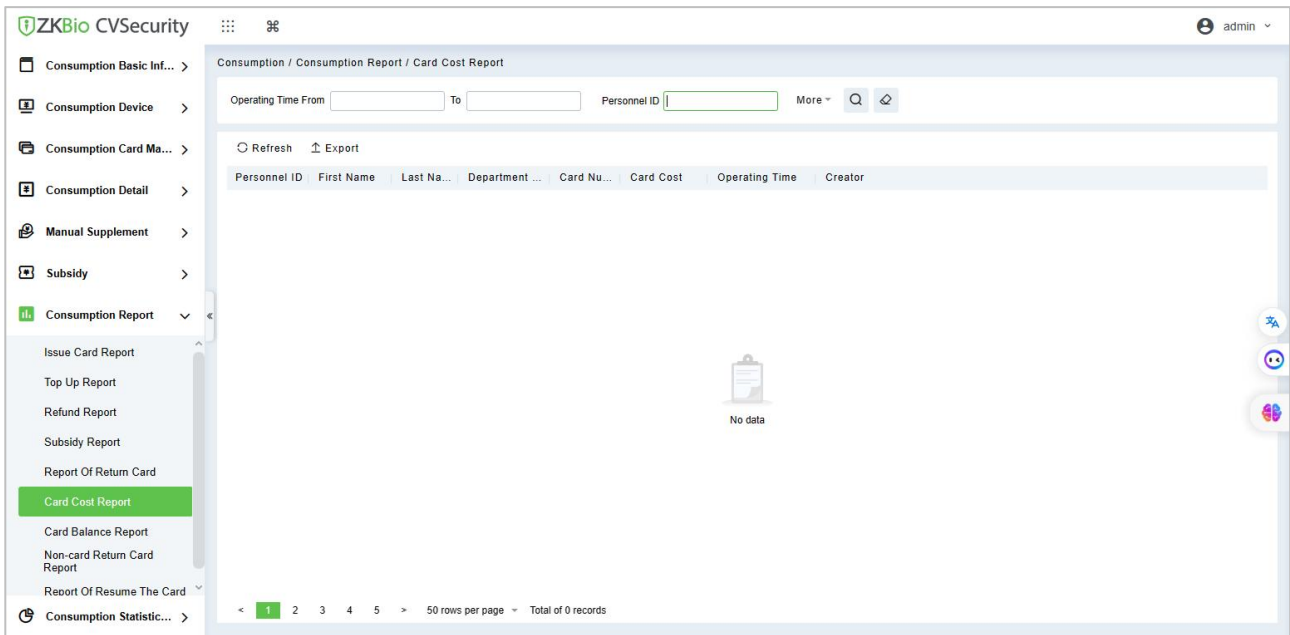 ZKBio CVSecurity
admin
Consumption Basic Inf...
Consumption Device
Consumption Card Ma...
Consumption Detail
Manual Supplement
Subsidy
Consumption Report
Issue Card Report
Top Up Report
Refund Report
Subsidy Report
Report Of Return Card
Card Cost Report
Card Balance Report
Non-card Return Card
Report
Report Of Resume The Card
Consumption Statistic...
Consumption / Consumption Report / Card Cost Report
Operating Time From To Personnel ID More
Refresh Export
Personnel ID First Name Last Na... Department ... Card Nu... Card Cost Operating Time Creator
No data
< 1 2 3 4 5 > 50 rows per page Total of 0 records